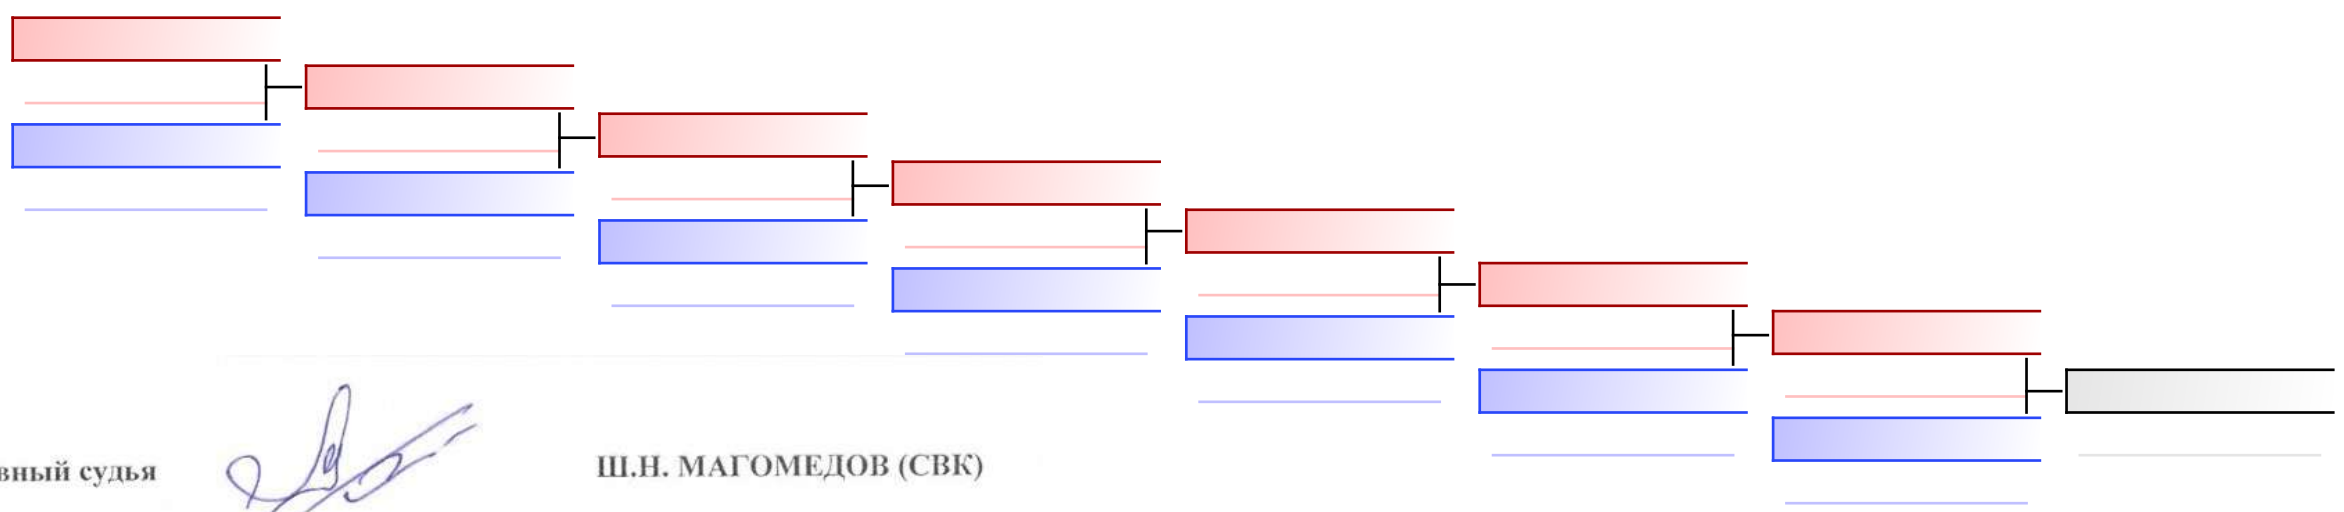 вный судья Ш.Н. МАГОМЕДОВ (СВК)